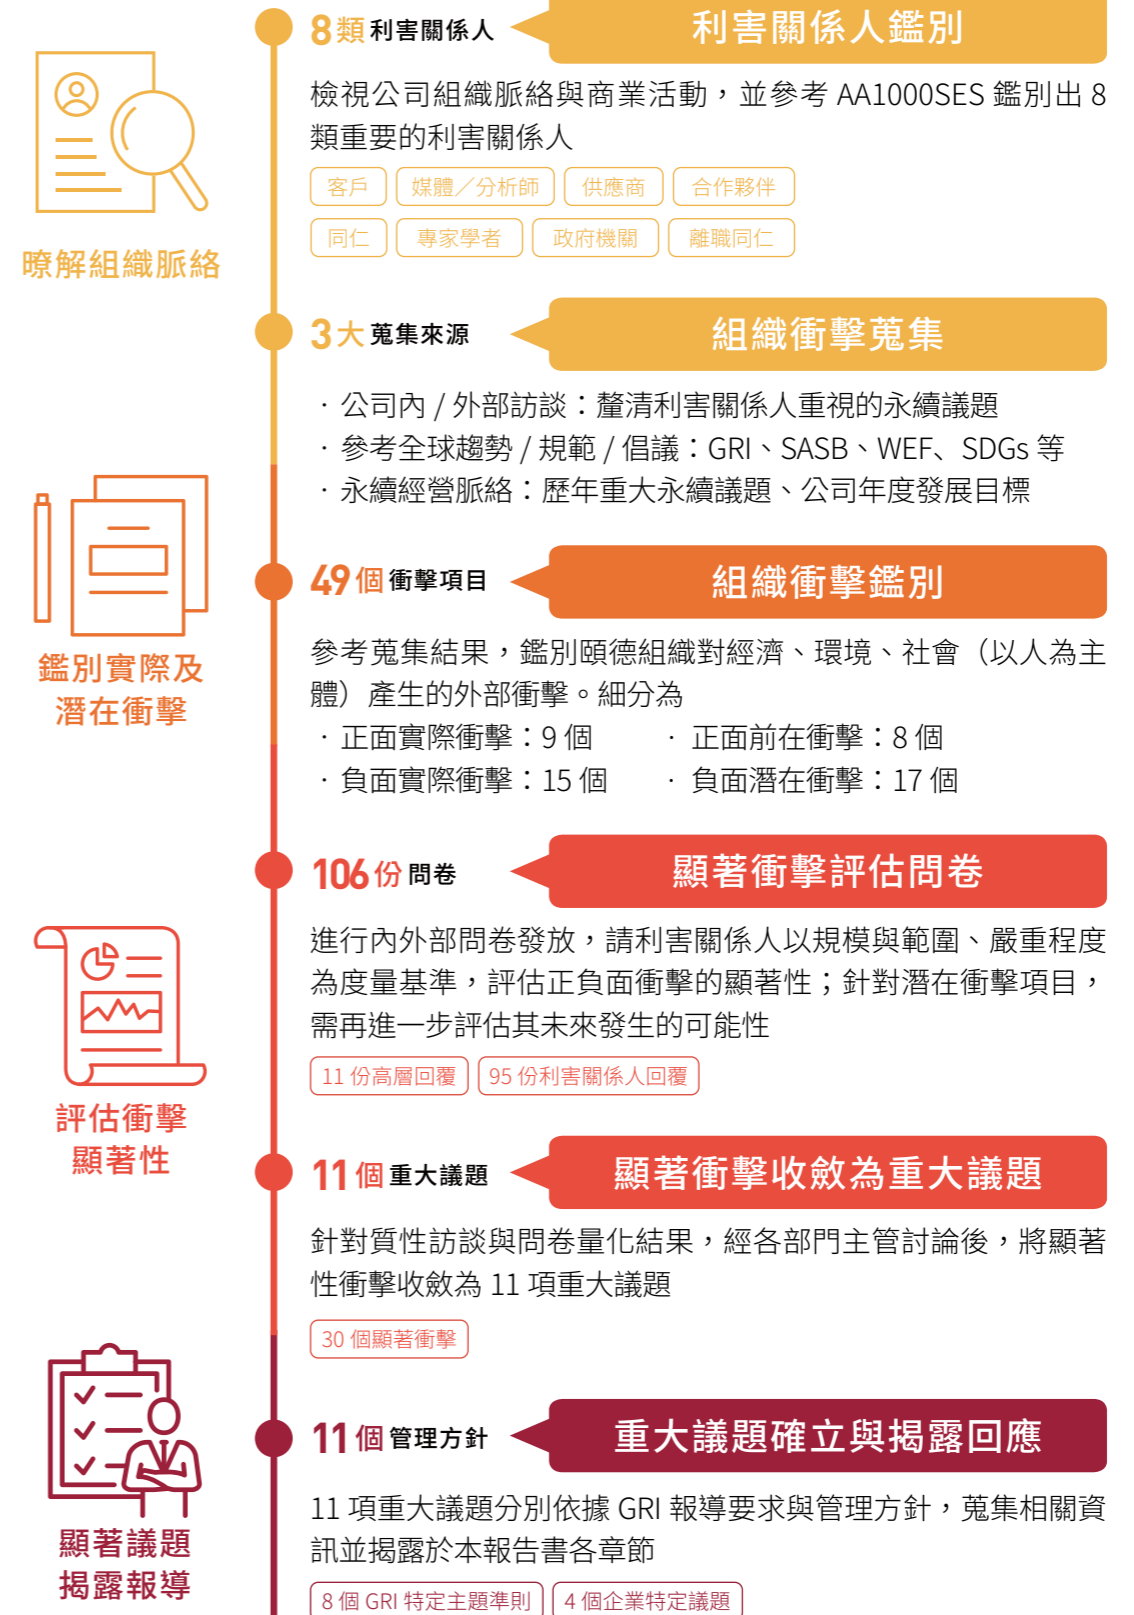 8類利害關係人
利害關係人鑑別
檢視公司組織脈絡與商業活動，並參考 AA1000SES 鑑別出 8
類重要的利害關係人
客戶
媒體／分析師
供應商
合作夥伴
同仁
專家學者
政府機關
離職同仁
瞭解組織脈絡
3大蒐集來源
組織衝擊蒐集
· 公司內 / 外部訪談：釐清利害關係人重視的永續議題
· 參考全球趨勢 / 規範 / 倡議：GRI、SASB、WEF、SDGs 等
· 永續經營脈絡：歷年重大永續議題、公司年度發展目標
49個衝擊項目
組織衝擊鑑別
參考蒐集結果，鑑別頤德組織對經濟、環境、社會（以人為主
體）產生的外部衝擊。細分為
· 正面實際衝擊：9 個
· 正面前在衝擊：8 個
· 負面實際衝擊：15 個
· 負面潛在衝擊：17 個
鑑別實際及
潛在衝擊
106份問卷
顯著衝擊評估問卷
進行內外部問卷發放，請利害關係人以規模與範圍、嚴重程度
為度量基準，評估正負面衝擊的顯著性；針對潛在衝擊項目，
需再進一步評估其未來發生的可能性
11 份高層回覆
95 份利害關係人回覆
評估衝擊
顯著性
11個重大議題
顯著衝擊收斂為重大議題
針對質性訪談與問卷量化結果，經各部門主管討論後，將顯著
性衝擊收斂為 11 項重大議題
30 個顯著衝擊
11個管理方針
重大議題確立與揭露回應
11 項重大議題分別依據 GRI 報導要求與管理方針，蒐集相關資
訊並揭露於本報告書各章節
8 個 GRI 特定主題準則
4 個企業特定議題
顯著議題
揭露報導